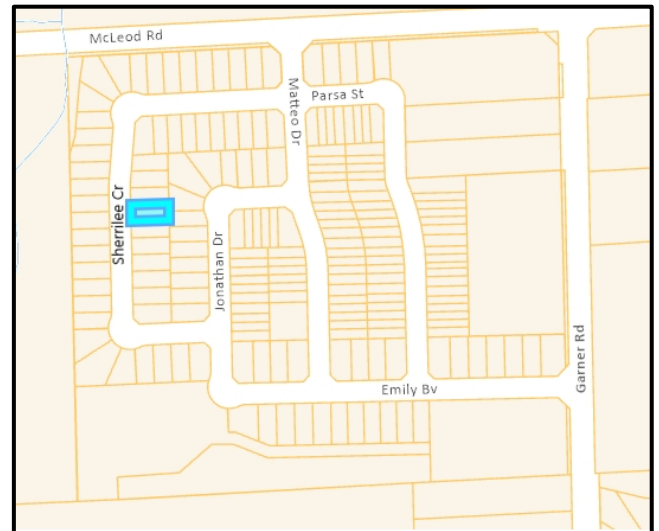 McLeod Rd
Matteo Dr
Parsa St
Sherrilee Cr
Jonathan Dr
Garner Rd
Emily Bv